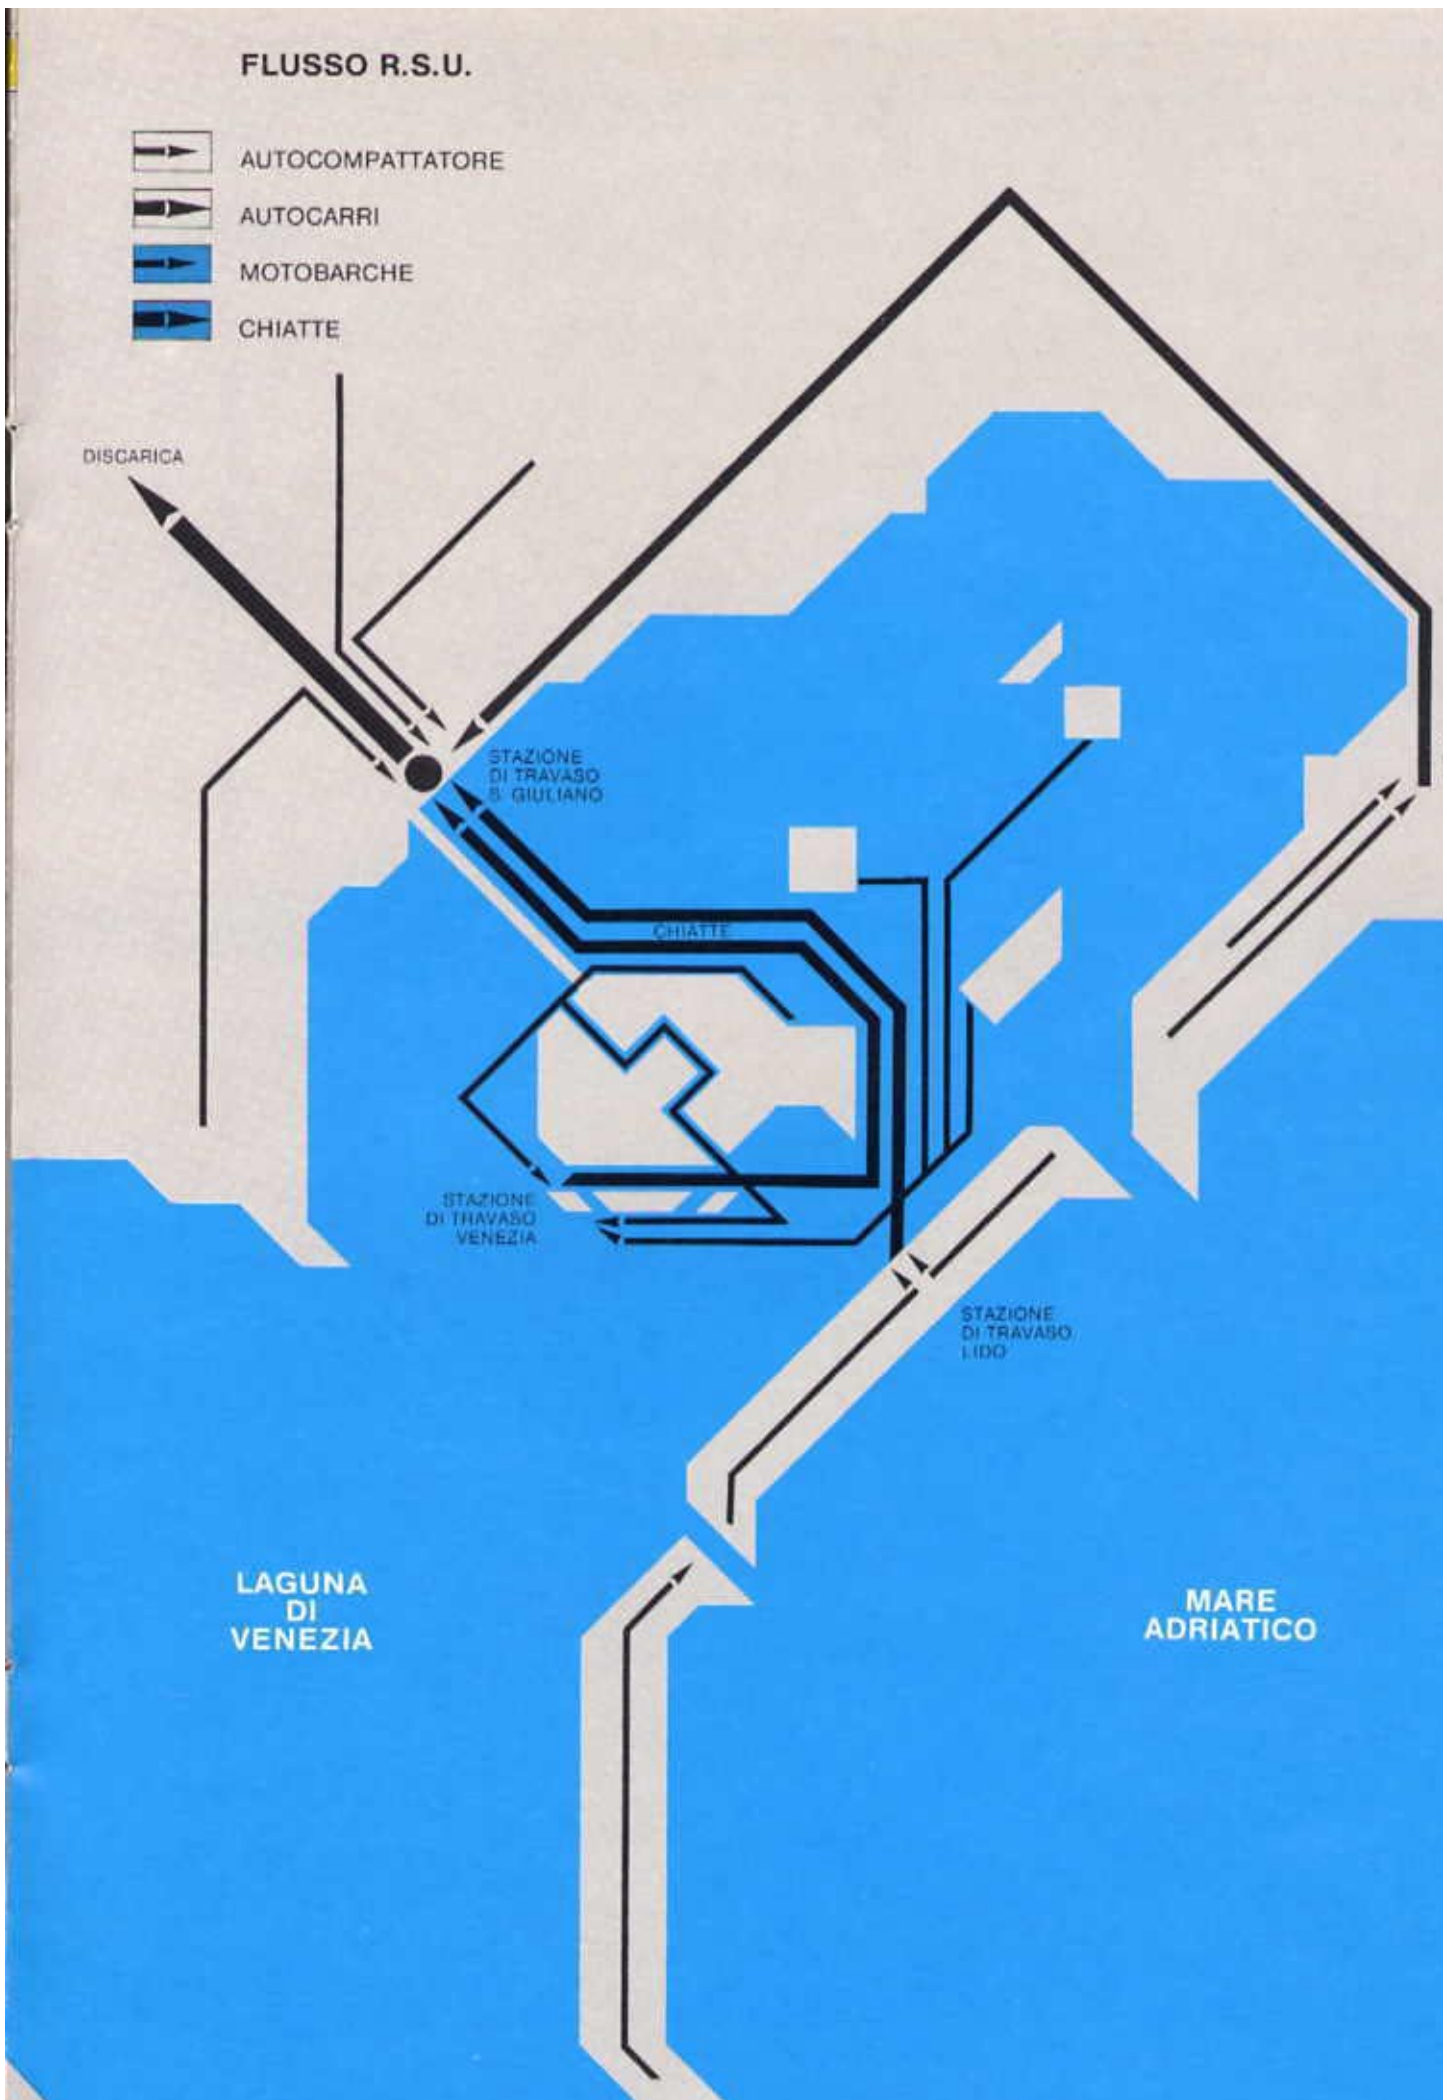 FLUSSO R.S.U.
AUTOCOMPATTATORE
AUTOCARRI
MOTOBARCHE
CHIATTE
DISCARICA
STAZIONE
DI TRAVASO
S. GIULIANO
CHIATTE
STAZIONE
DI TRAVASO
VENEZIA
STAZIONE
DI TRAVASO
LIDO
LAGUNA
DI
VENEZIA
MARE
ADRIATICO